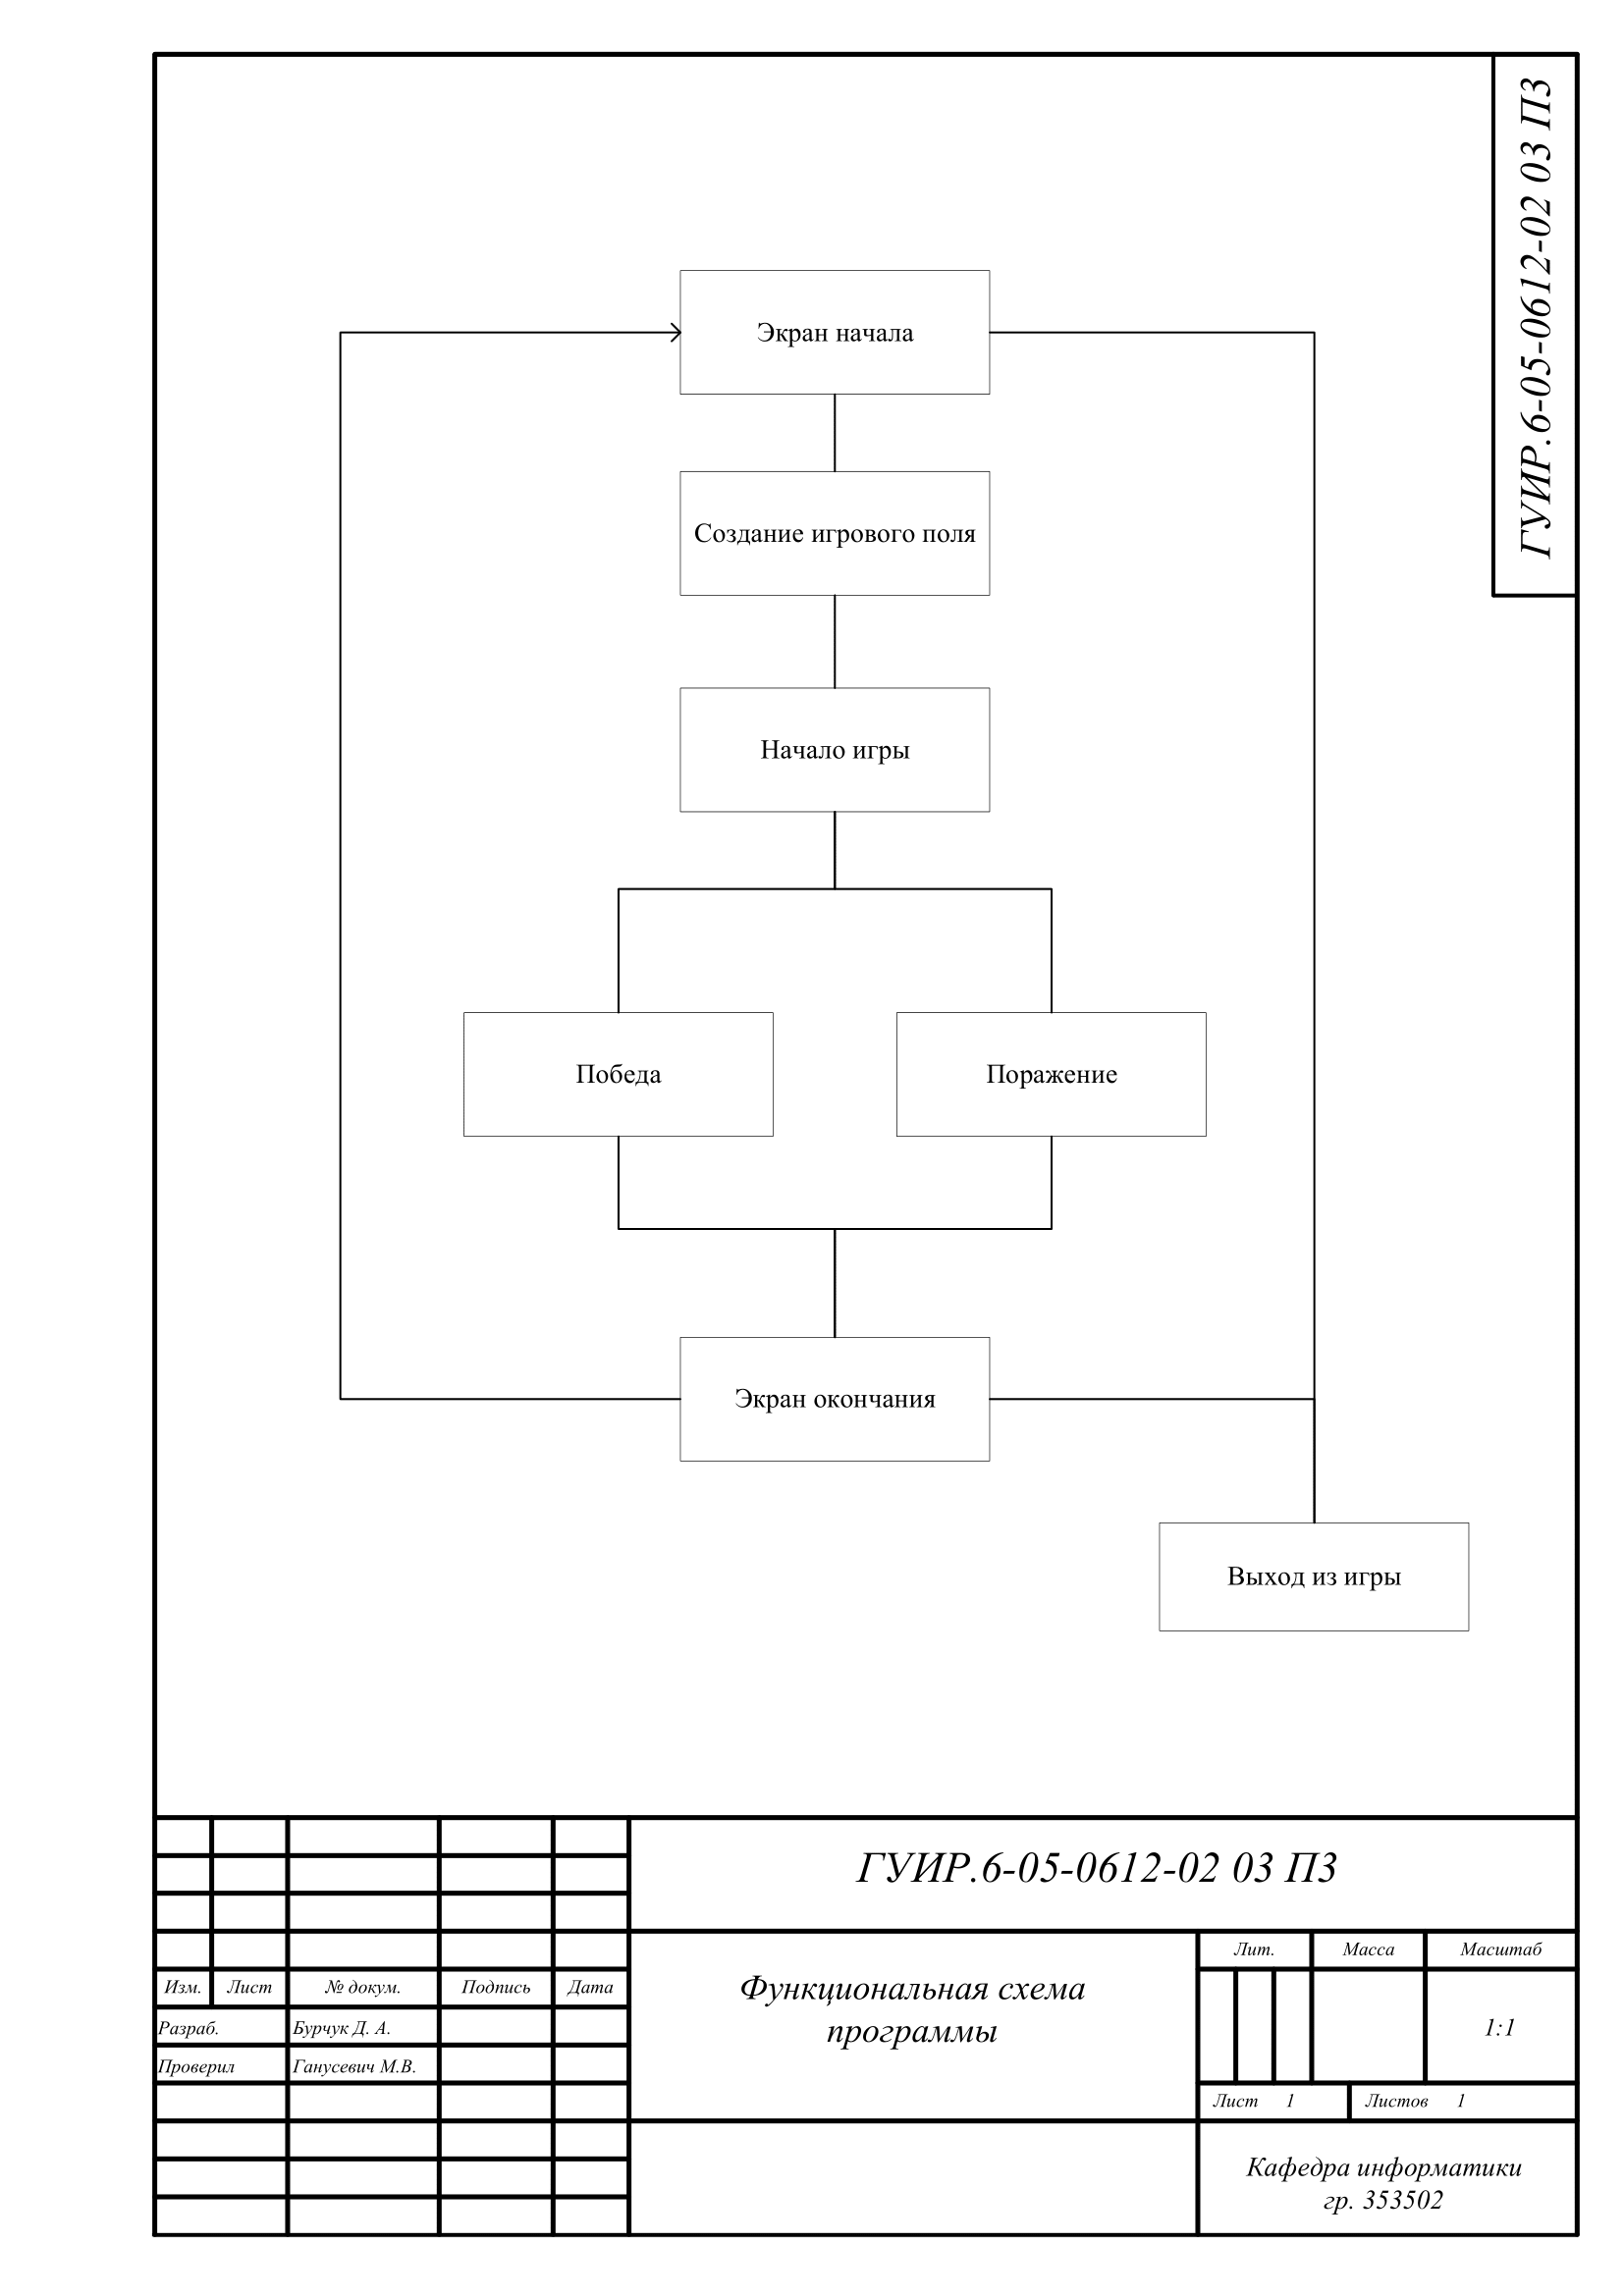 ГУИР.6-05-0612-02 03 ПЗ
Экран начала
Создание игрового поля
Начало игры
Победа
Поражение
Экран окончания
Выход из игры
ГУИР.6-05-0612-02 03 ПЗ
Функциональная схема
программы
Лит.
Масса
Масштаб
1:1
Изм.
Лист
№ докум.
Подпись
Дата
Разраб.
Бурчук Д. А.
Проверил
Ганусевич М.В.
Лист 1
Листов 1
Кафедра информатики
гр. 353502